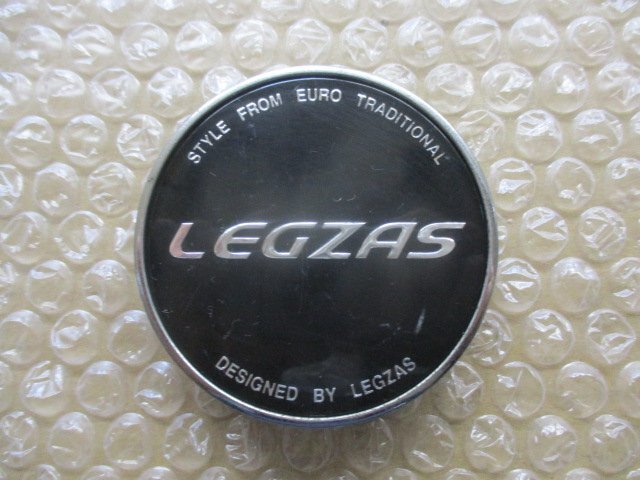 STYLE FROM EURO TRADITIONAL
LEGZAS
DESIGNED BY LEGZAS